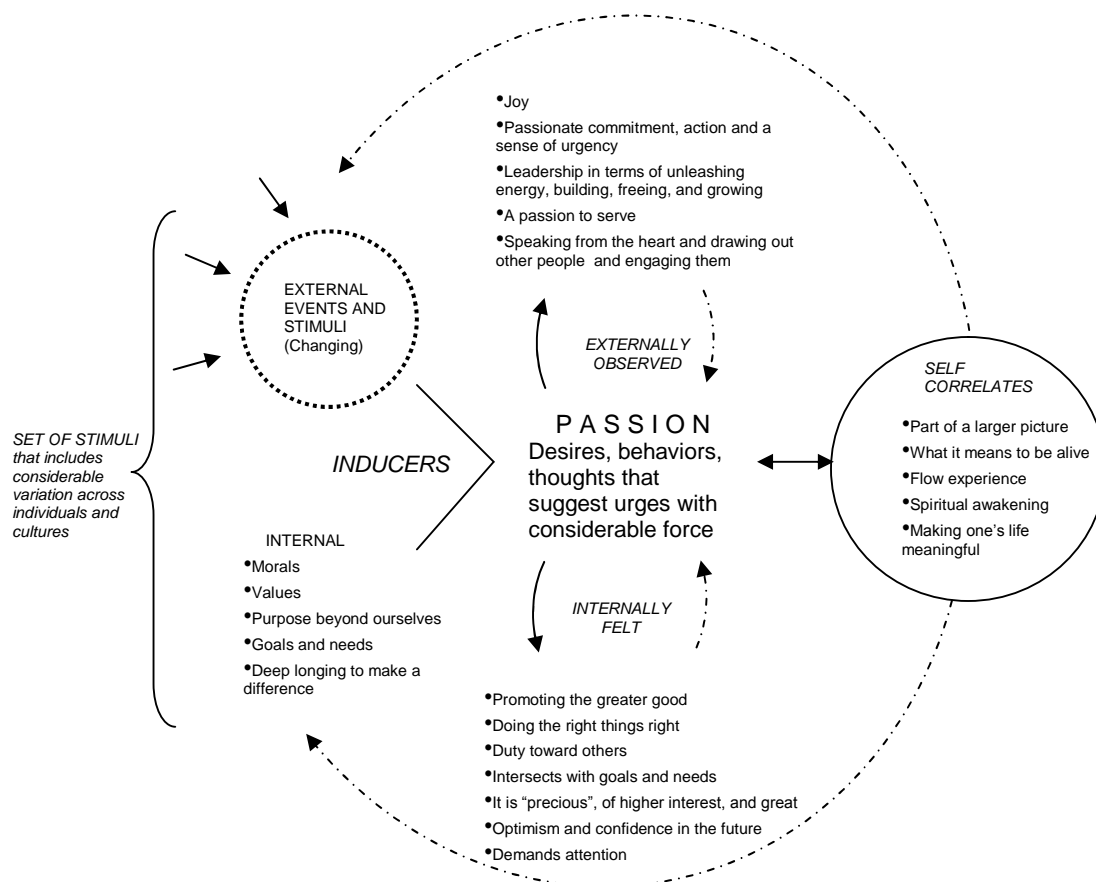 •Joy
•Passionate commitment, action and a
sense of urgency
•Leadership in terms of unleashing
energy, building, freeing, and growing
•A passion to serve
•Speaking from the heart and drawing out
other people and engaging them
EXTERNAL
EVENTS AND
STIMULI
(Changing)
EXTERNALLY
OBSERVED
SET OF STIMULI
that includes
considerable
variation across
individuals and
cultures
INDUCERS
P A S S I O N
Desires, behaviors,
thoughts that
suggest urges with
considerable force
SELF
CORRELATES
•Part of a larger picture
•What it means to be alive
•Flow experience
•Spiritual awakening
•Making one's life
meaningful
INTERNAL
•Morals
•Values
•Purpose beyond ourselves
•Goals and needs
•Deep longing to make a
difference
INTERNALLY
FELT
•Promoting the greater good
•Doing the right things right
•Duty toward others
•Intersects with goals and needs
•It is “precious”, of higher interest, and great
•Optimism and confidence in the future
•Demands attention